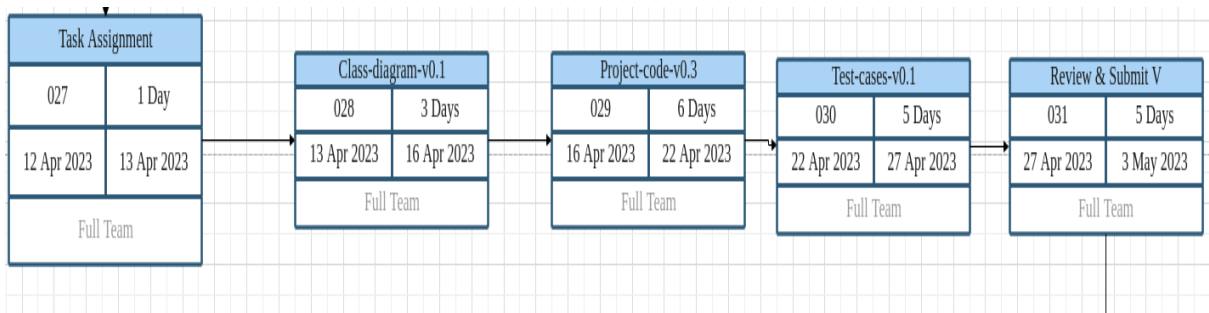 Task Assignment
027 1 Day
12 Apr 2023 13 Apr 2023
Full Team
Class-diagram-v0.1
028 3 Days
13 Apr 2023 16 Apr 2023
Full Team
Project-code-v0.3
029 6 Days
16 Apr 2023 22 Apr 2023
Full Team
Test-cases-v0.1
030 5 Days
22 Apr 2023 27 Apr 2023
Full Team
Review & Submit V
031 5 Days
27 Apr 2023 3 May 2023
Full Team